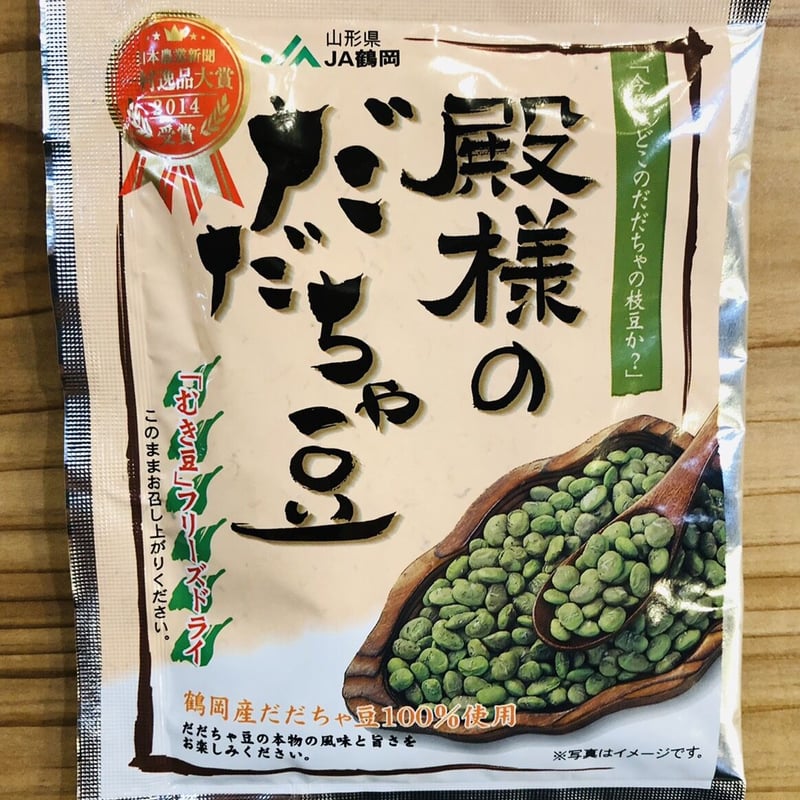 山形県
JA鶴岡
本農業新聞
村逸品大賞
2014
受賞
どこのだだちゃの枝豆か?」
殿様の
だだちゃ豆
「むき豆」フリーズドライ
このままお召し上がりください。
鶴岡産だだちゃ豆100%使用
だだちゃ豆の本物の風味と旨さを
お楽しみください。
※写真はイメージです。